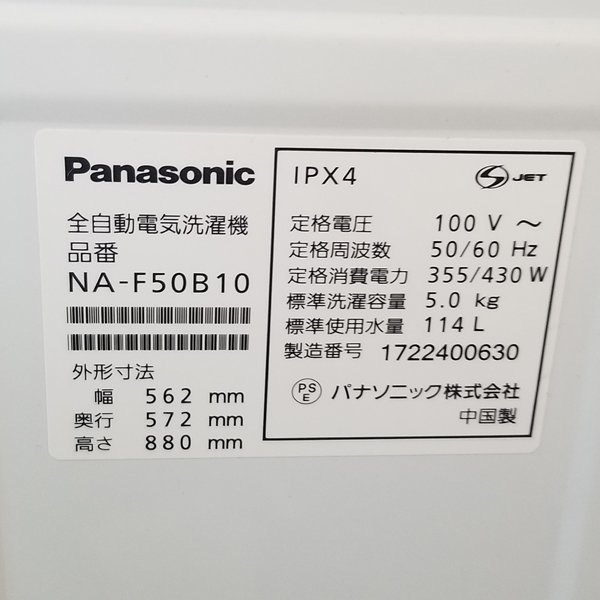 Panasonic
全自動電気洗濯機
品番
NA-F50B10
外形寸法
幅 562 mm
奥行 572 mm
高さ 880 mm
IPX4
S JET
定格電圧 100 V ～
定格周波数 50/60 Hz
定格消費電力 355/430 W
標準洗濯容量 5.0 kg
標準使用水量 114 L
製造番号 1722400630
PSE パナソニック株式会社
中国製